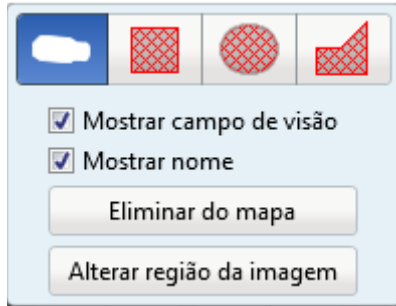 Mostrar campo de visão
Mostrar nome
Eliminar do mapa
Alterar região da imagem